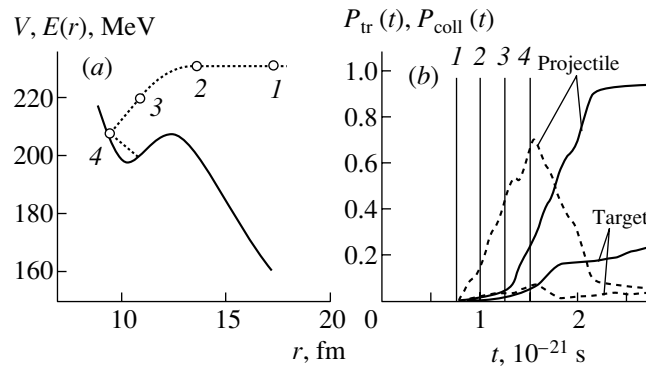 V, E(r), MeV
(a)
220
200
180
160
1
2
3
4
10
15
20
r, fm
P_tr(t), P_coll(t)
1 2 3 4
(b)
Projectile
Target
1.0
0.8
0.6
0.4
0.2
0
1
2
t, 10^–21 s